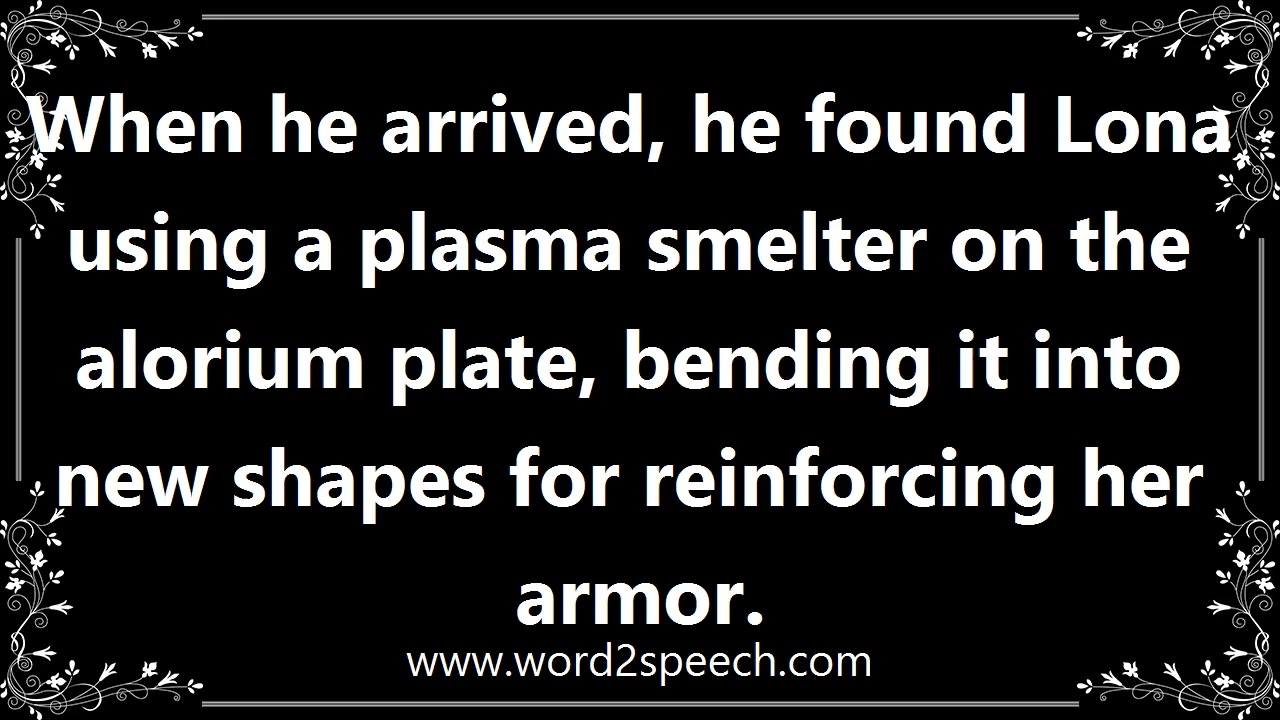 When he arrived, he found Lona
using a plasma smelter on the
alorium plate, bending it into
new shapes for reinforcing her
armor.
www.word2speech.com